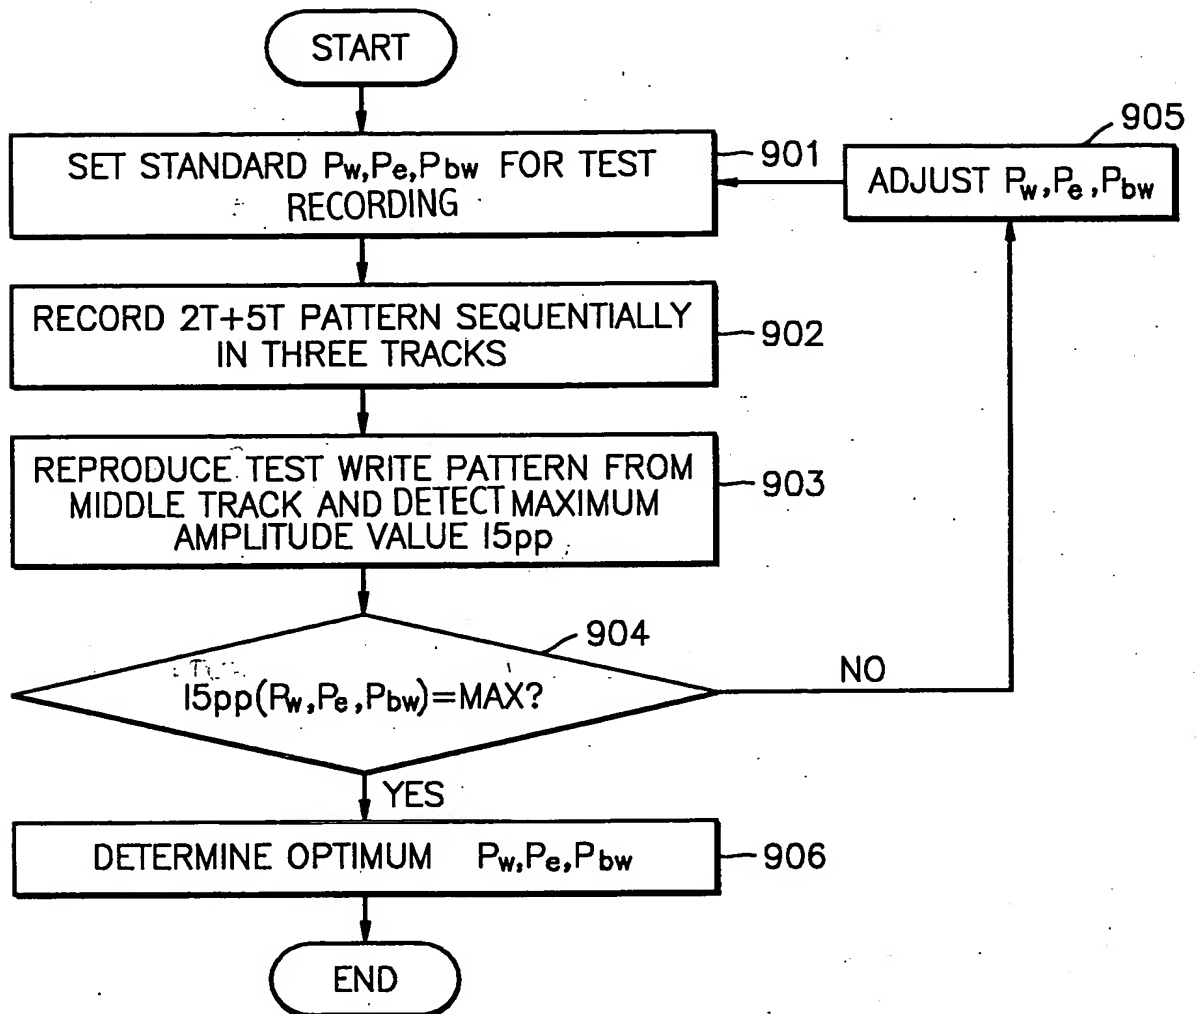 START
SET STANDARD Pw,Pe,Pbw FOR TEST
RECORDING
901
905
ADJUST Pw,Pe,Pbw
RECORD 2T+5T PATTERN SEQUENTIALLY
IN THREE TRACKS
902
REPRODUCE TEST WRITE PATTERN FROM
MIDDLE TRACK AND DETECT MAXIMUM
AMPLITUDE VALUE I5pp
903
904
I5pp(Pw,Pe,Pbw)=MAX?
NO
YES
DETERMINE OPTIMUM Pw,Pe,Pbw
906
END